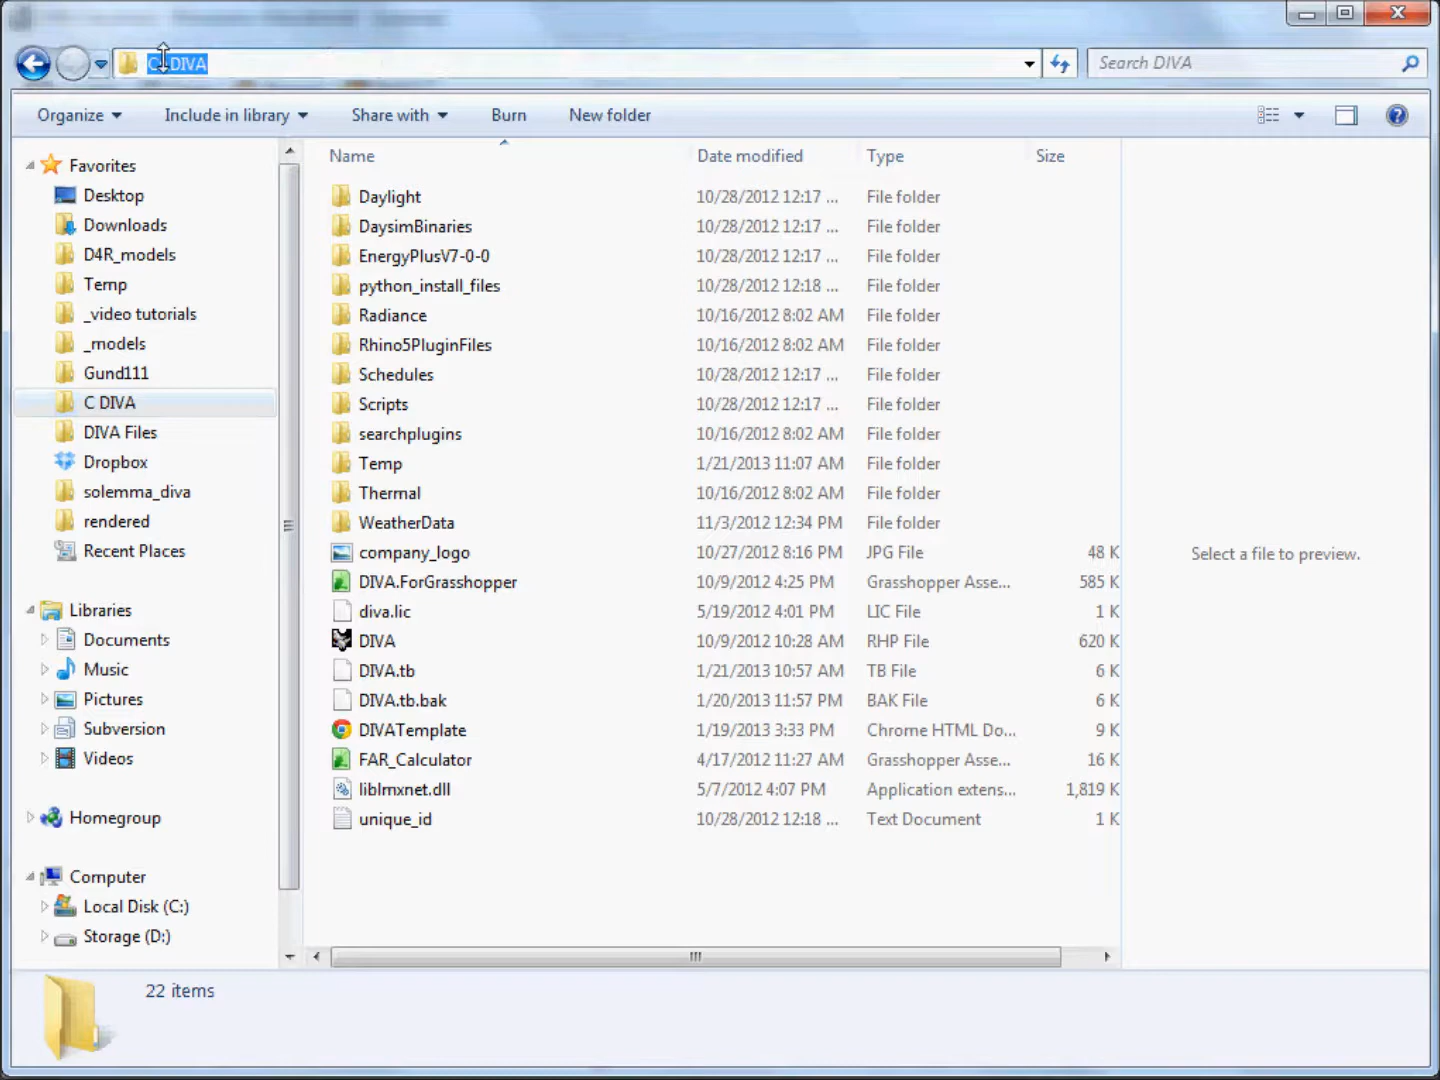 C:\DIVA
Search DIVA
Organize
Include in library
Share with
Burn
New folder
Name
Date modified
Type
Size
Favorites
Desktop
Downloads
D4R_models
Temp
_video tutorials
_models
Gund111
C DIVA
DIVA Files
Dropbox
solemma_diva
rendered
Recent Places
Libraries
Documents
Music
Pictures
Subversion
Videos
Homegroup
Computer
Local Disk (C:)
Storage (D:)
Daylight 10/28/2012 12:17 ... File folder
DaysimBinaries 10/28/2012 12:17 ... File folder
EnergyPlusV7-0-0 10/28/2012 12:17 ... File folder
python_install_files 10/28/2012 12:18 ... File folder
Radiance 10/16/2012 8:02 AM File folder
Rhino5PluginFiles 10/16/2012 8:02 AM File folder
Schedules 10/28/2012 12:17 ... File folder
Scripts 10/28/2012 12:17 ... File folder
searchplugins 10/16/2012 8:02 AM File folder
Temp 1/21/2013 11:07 AM File folder
Thermal 10/16/2012 8:02 AM File folder
WeatherData 11/3/2012 12:34 PM File folder
company_logo 10/27/2012 8:16 PM JPG File 48 K
DIVA.ForGrasshopper 10/9/2012 4:25 PM Grasshopper Asse... 585 K
diva.lic 5/19/2012 4:01 PM LIC File 1 K
DIVA 10/9/2012 10:28 AM RHP File 620 K
DIVA.tb 1/21/2013 10:57 AM TB File 6 K
DIVA.tb.bak 1/20/2013 11:57 PM BAK File 6 K
DIVATemplate 1/19/2013 3:33 PM Chrome HTML Do... 9 K
FAR_Calculator 4/17/2012 11:27 AM Grasshopper Asse... 16 K
liblmxnet.dll 5/7/2012 4:07 PM Application extens... 1,819 K
unique_id 10/28/2012 12:18 ... Text Document 1 K
Select a file to preview.
22 items